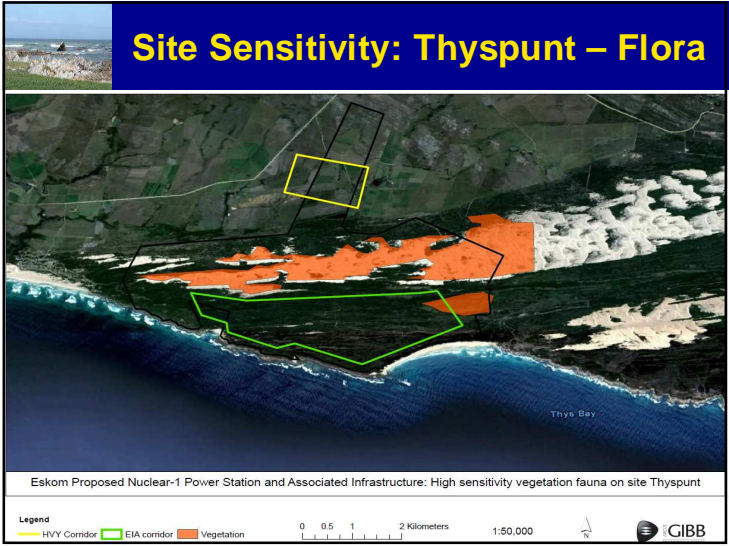 Site Sensitivity: Thyspunt – Flora
Thys Bay
Eskom Proposed Nuclear-1 Power Station and Associated Infrastructure: High sensitivity vegetation fauna on site Thyspunt
Legend
HVY Corridor EIA corridor Vegetation
0 0.5 1 2 Kilometers
1:50,000
N
GIBB